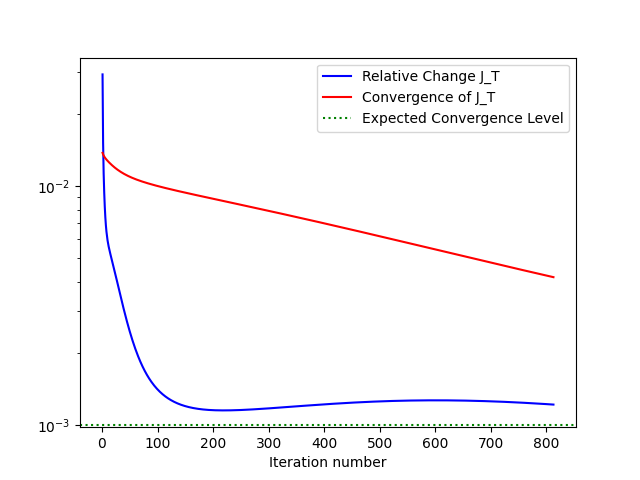 Relative Change J_T
Convergence of J_T
Expected Convergence Level
10⁻²
10⁻³
0 100 200 300 400 500 600 700 800
Iteration number